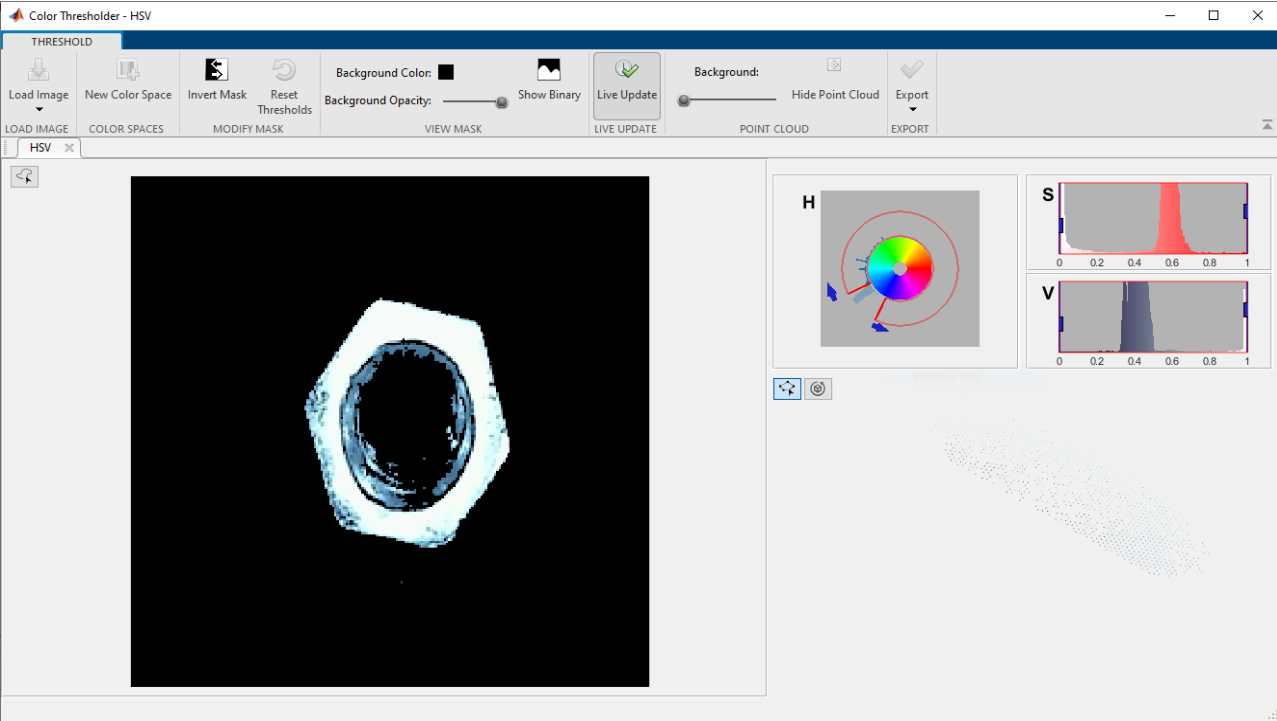 Color Thresholder - HSV
THRESHOLD
Load Image
New Color Space
Invert Mask
Reset
Thresholds
Background Color:
Background Opacity:
Show Binary
Live Update
Background:
Hide Point Cloud
Export
LOAD IMAGE
COLOR SPACES
MODIFY MASK
VIEW MASK
LIVE UPDATE
POINT CLOUD
EXPORT
HSV
H
S
0 0.2 0.4 0.6 0.8 1
V
0 0.2 0.4 0.6 0.8 1